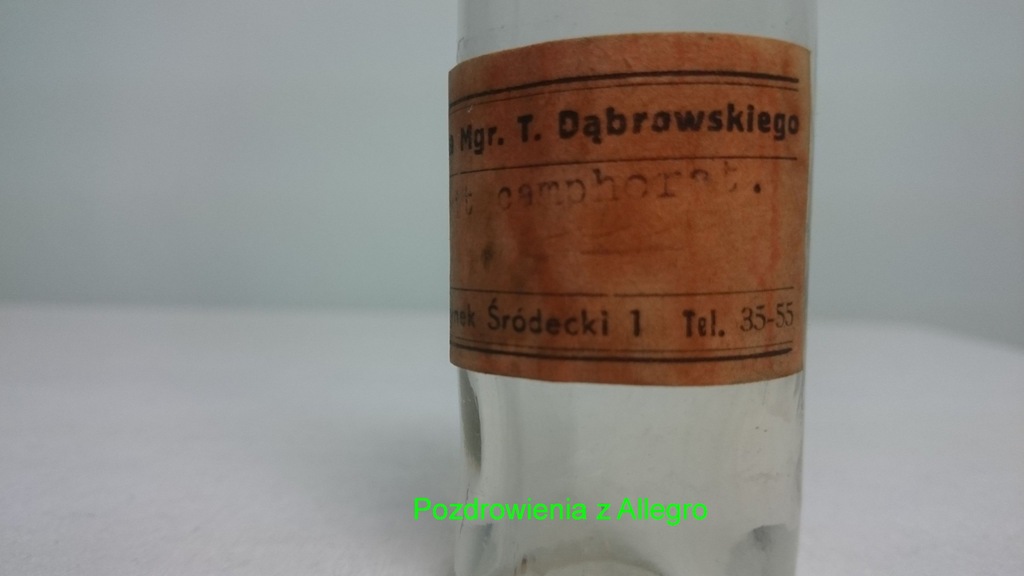 Mgr. T. Dąbrowskiego
camphorat.
Śródecki 1 Tel. 35-55
Pozdrowienia z Allegro